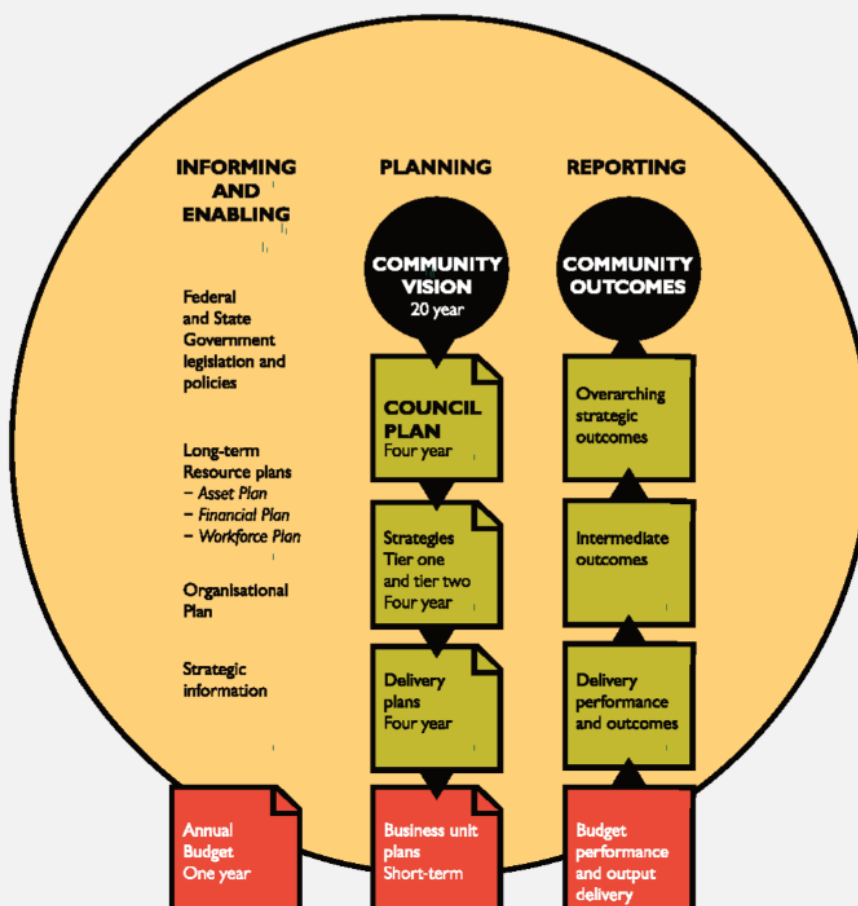 INFORMING
AND
ENABLING
Federal
and State
Government
legislation and
policies
Long-term
Resource plans
– Asset Plan
– Financial Plan
– Workforce Plan
Organisational
Plan
Strategic
information
Annual
Budget
One year
PLANNING
COMMUNITY
VISION
20 year
COUNCIL
PLAN
Four year
Strategies
Tier one
and tier two
Four year
Delivery
plans
Four year
Business unit
plans
Short-term
REPORTING
COMMUNITY
OUTCOMES
Overarching
strategic
outcomes
Intermediate
outcomes
Delivery
performance
and outcomes
Budget
performance
and output
delivery